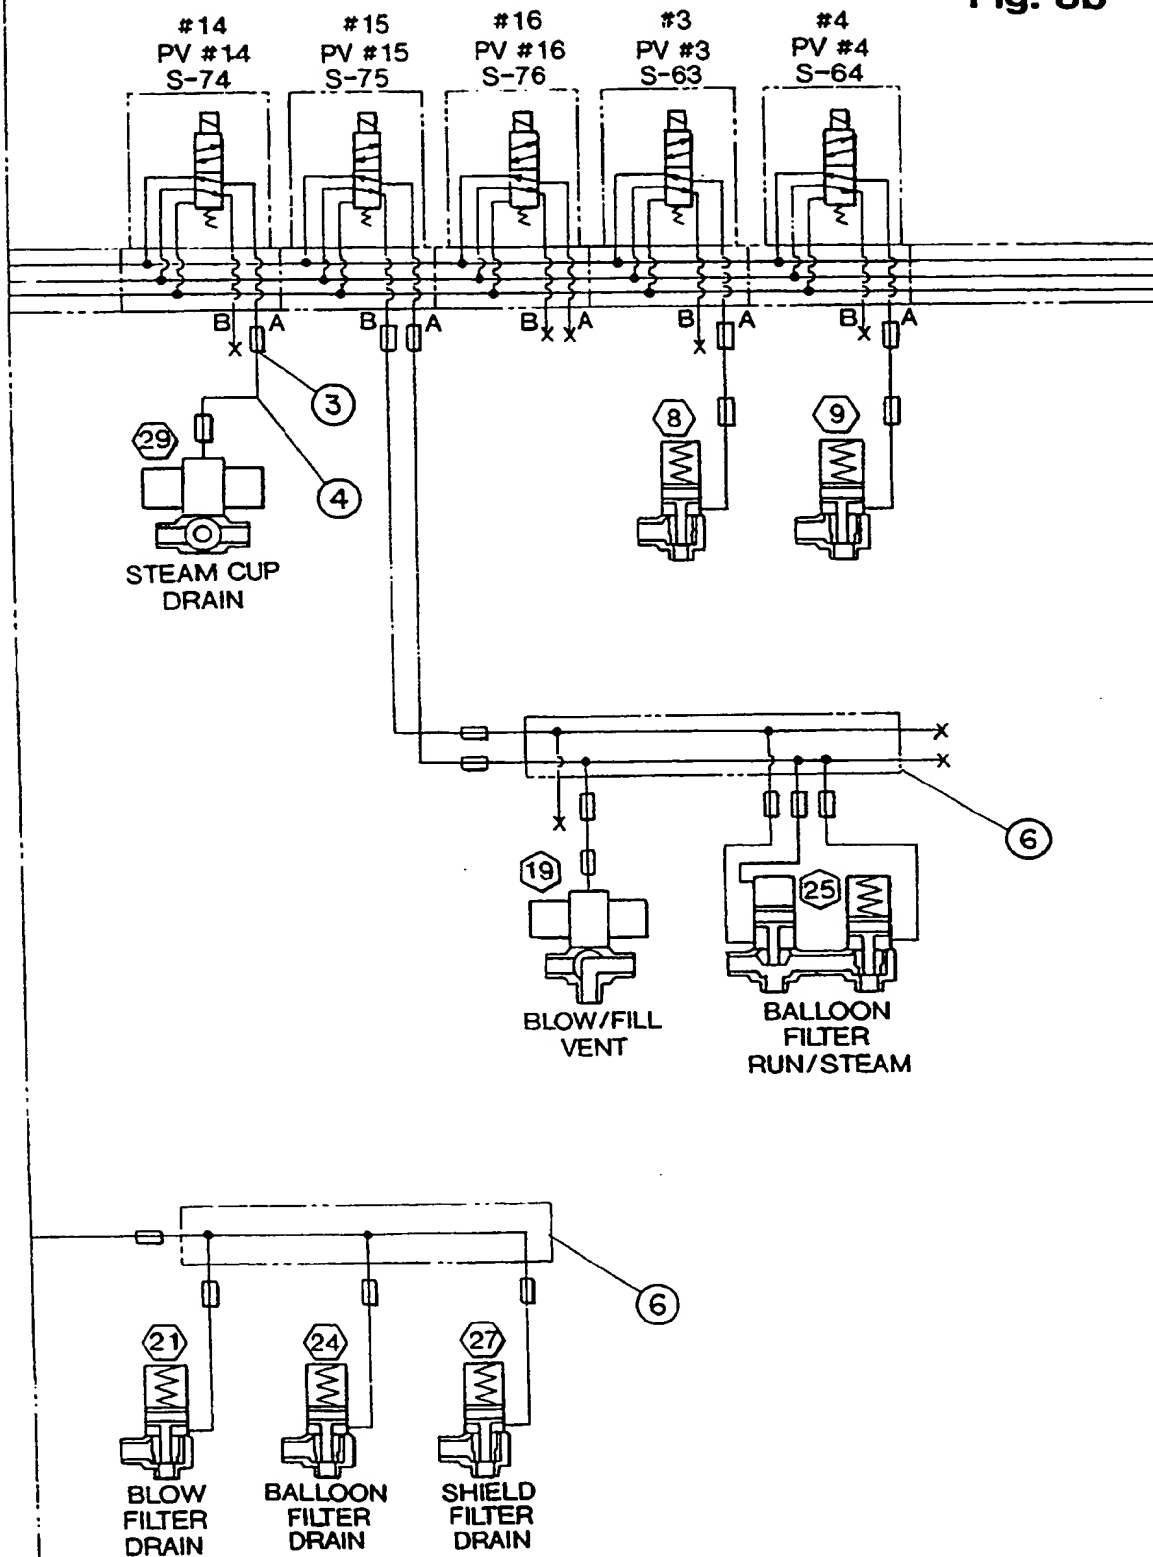 #14
PV #14
S-74
#15
PV #15
S-75
#16
PV #16
S-76
#3
PV #3
S-63
#4
PV #4
S-64
B
A
B
A
B
A
B
A
B
A
3
4
29
STEAM CUP
DRAIN
8
9
6
19
BLOW/FILL
VENT
25
BALLOON
FILTER
RUN/STEAM
6
21
BLOW
FILTER
DRAIN
24
BALLOON
FILTER
DRAIN
27
SHIELD
FILTER
DRAIN